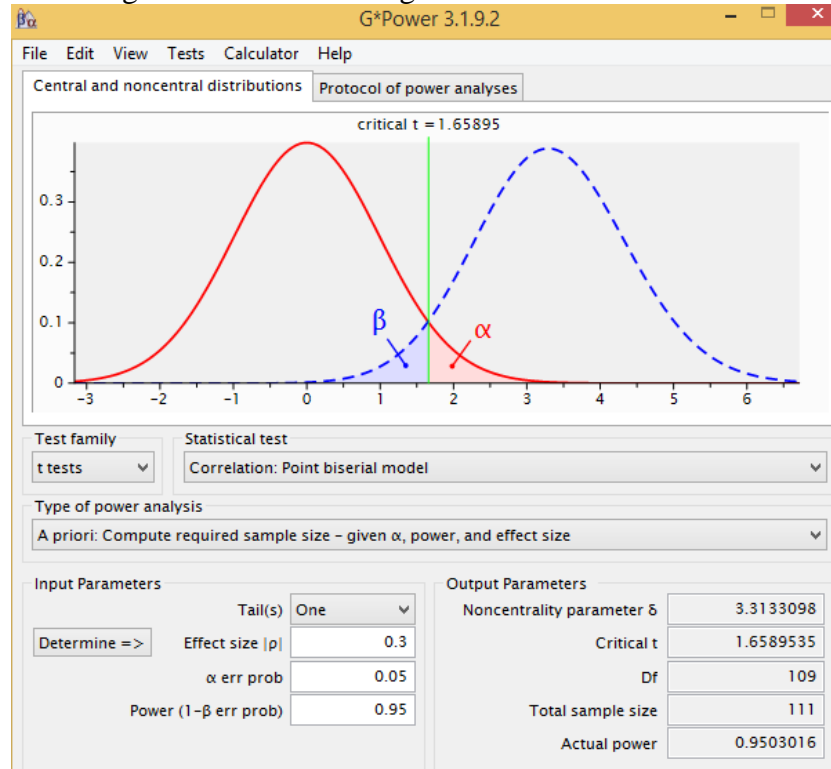 βα G*Power 3.1.9.2
File Edit View Tests Calculator Help
Central and noncentral distributions Protocol of power analyses
critical t = 1.65895
0.3
0.2
0.1
0
β α
-3 -2 -1 0 1 2 3 4 5 6
Test family Statistical test
t tests Correlation: Point biserial model
Type of power analysis
A priori: Compute required sample size – given α, power, and effect size
Input Parameters Output Parameters
Tail(s) One Noncentrality parameter δ 3.3133098
Determine => Effect size |ρ| 0.3 Critical t 1.6589535
α err prob 0.05 Df 109
Power (1-β err prob) 0.95 Total sample size 111
Actual power 0.9503016